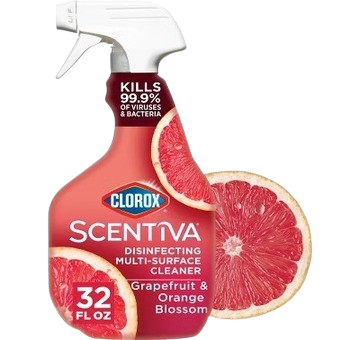 KILLS
99.9%
OF VIRUSES
& BACTERIA
CLOROX
SCENTIVA
DISINFECTING
MULTI-SURFACE
CLEANER
Grapefruit &
Orange
Blossom
32
FL OZ